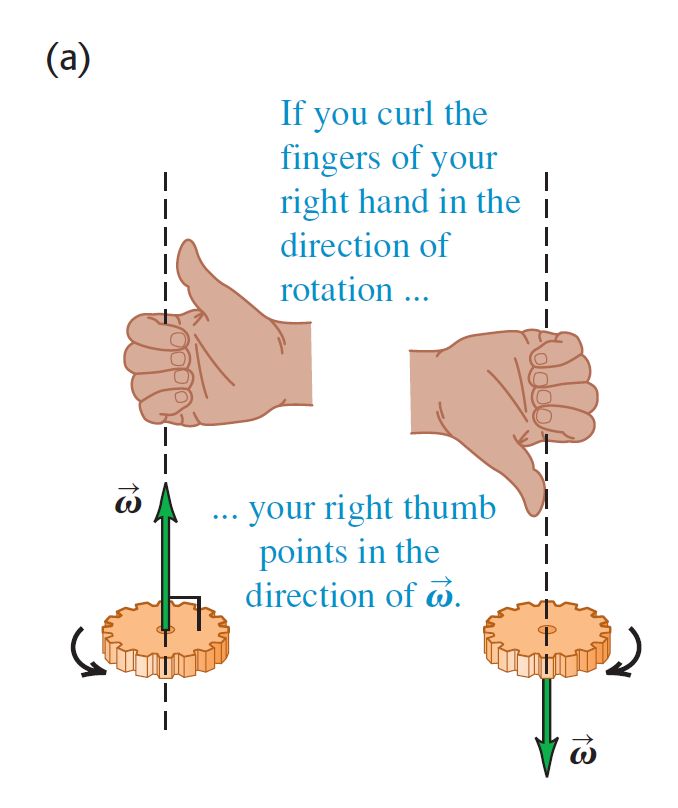 (a)
If you curl the
fingers of your
right hand in the
direction of
rotation ...
$\vec{\omega}$
... your right thumb
points in the
direction of $\vec{\omega}$.
$\vec{\omega}$